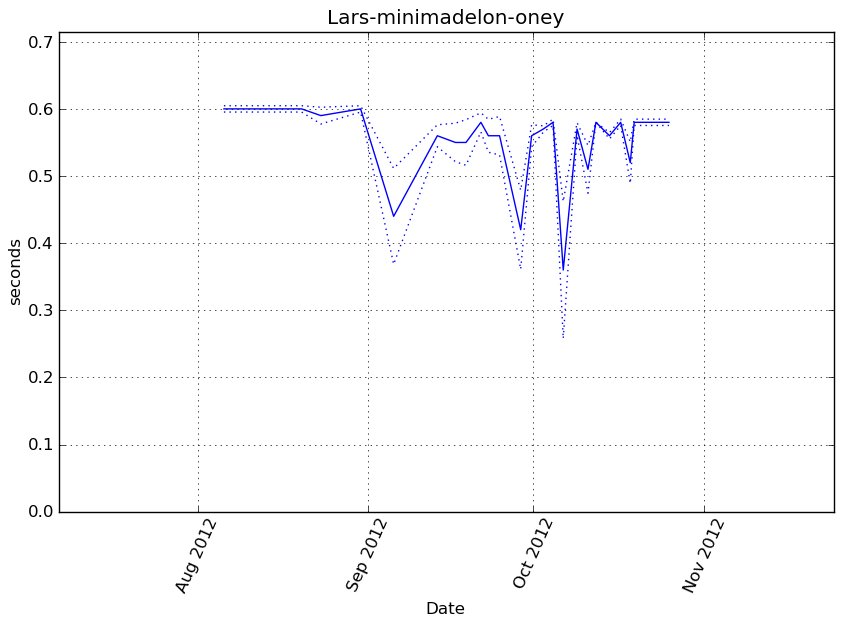 Lars-minimadelon-oney
0.7
0.6
0.5
0.4
0.3
0.2
0.1
0.0
seconds
Aug 2012
Sep 2012
Oct 2012
Nov 2012
Date